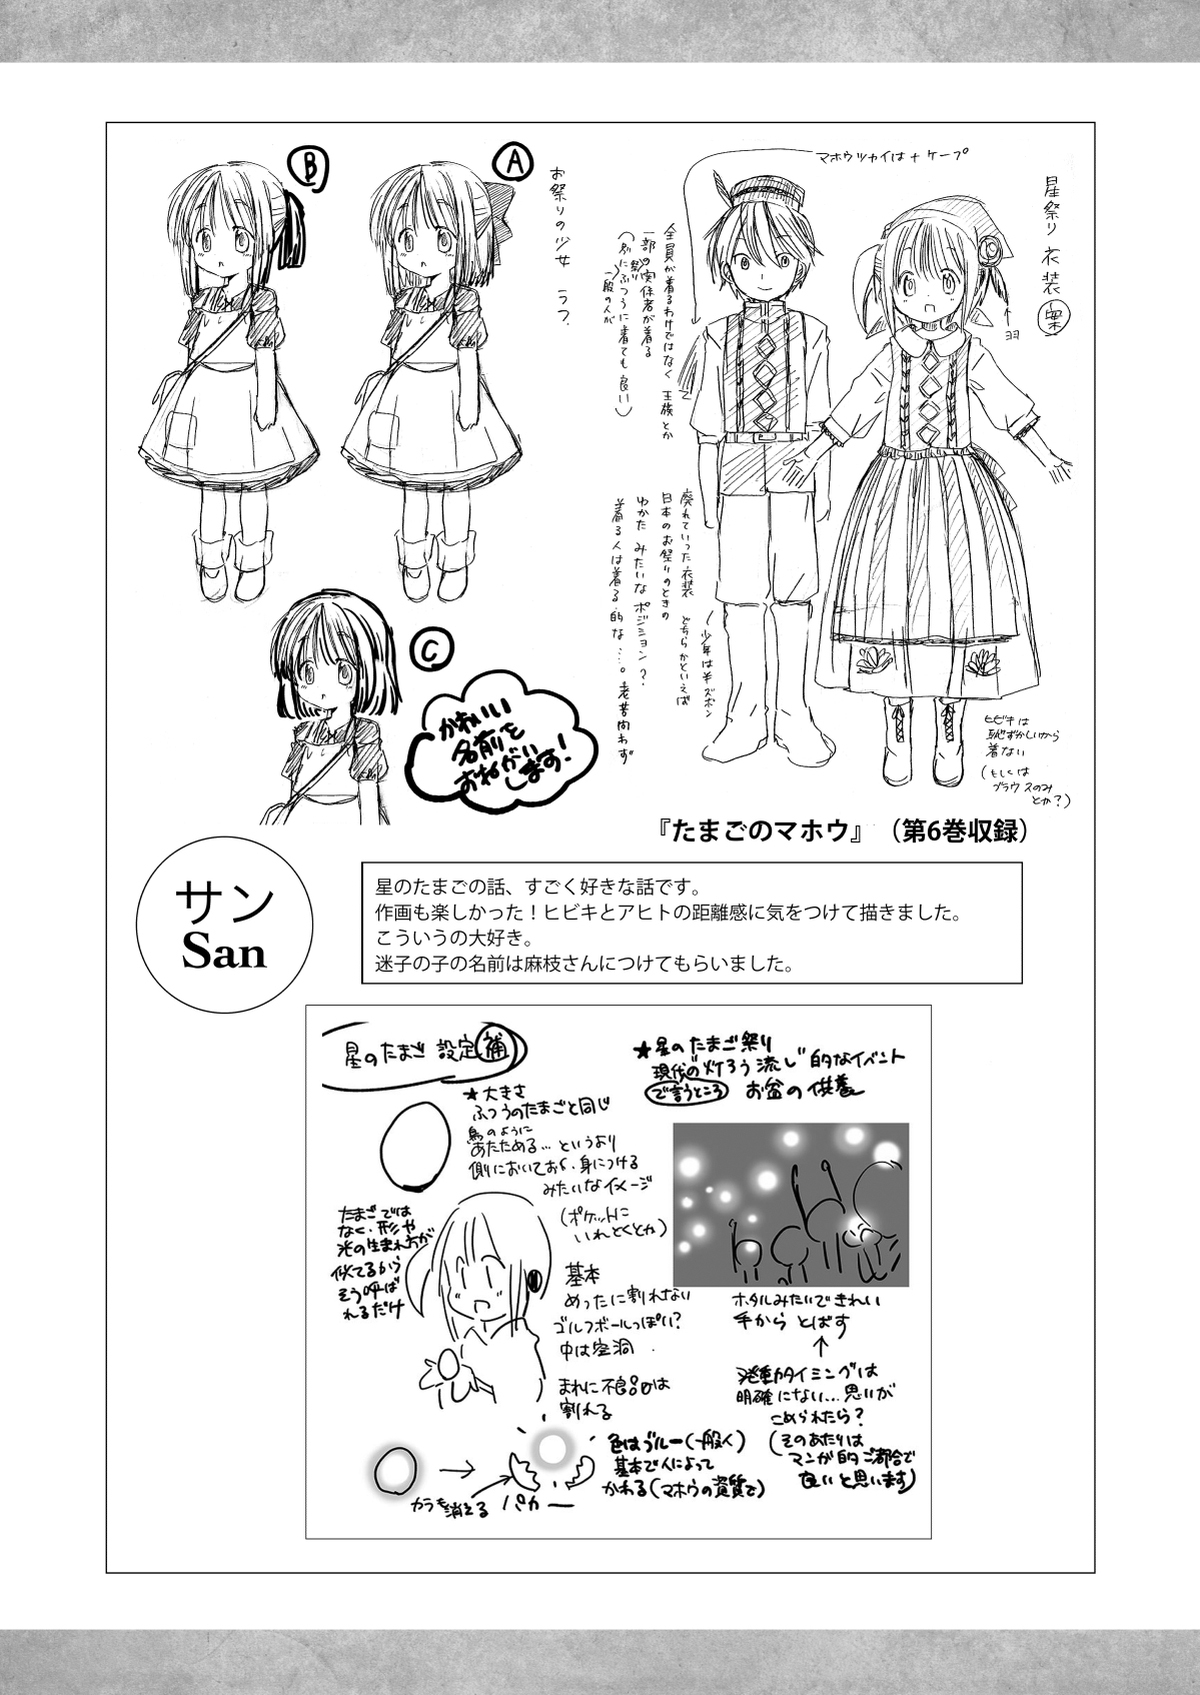 星祭り 衣装 案
マホウツカイは + ケープ
全員が着るわけではなく 王族とか
一部の祭り関係者が着る
(別にふつうに一般の人が着ても良い)
廃れていった衣装 どちらかといえば
日本のお祭りのときの
ゆかた みたいな ポジション?
着る人は着る 的な…。老若問わず
少年は半ズボン
ヒビキは
恥ずかしいから
着ない
(もしくは
ブラウスのみ
とか?)
お祭りの少女 ラフ.
A
B
C
かわいい
名前を
おねがい
します!
『たまごのマホウ』(第6巻収録)
サン
San
星のたまごの話、すごく好きな話です。
作画も楽しかった!ヒビキとアヒトの距離感に気をつけて描きました。
こういうの大好き。
迷子の子の名前は麻枝さんにつけてもらいました。
星のたまご 設定 補
★大きさ
ふつうのたまごと同じ
鳥のように
あたためる…というより
側においておく・身につける
みたいなイメージ
(ポケットに
いれとくとか)
たまごでは
なく、形や
光の生まれ方が
似てるから
そう呼ば
れるだけ
基本
めったに割れない
ゴルフボールっぽい?
中は空洞.
まれに不良品は
割れる
★星のたまご祭り
現代の"灯ろう流し"的なイベント
で言うところ お盆の供養
ホタルみたいできれい
手から とばす
↑
発動タイミングは
明確にない…思いが
こめられたら?
(そのあたりは
マンガ的ご都合で
良いと思います)
色はブルー(一般人)
基本で人によって
かわる(マホウの資質で)
カラを消える
パカー